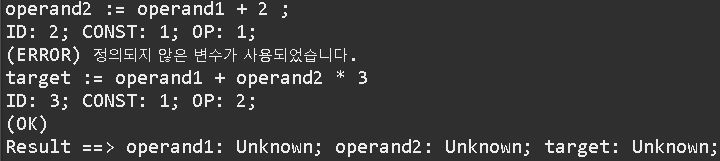 operand2 := operand1 + 2 ;
ID: 2; CONST: 1; OP: 1;
(ERROR) 정의되지 않은 변수가 사용되었습니다.
target := operand1 + operand2 * 3
ID: 3; CONST: 1; OP: 2;
(OK)
Result ==> operand1: Unknown; operand2: Unknown; target: Unknown;